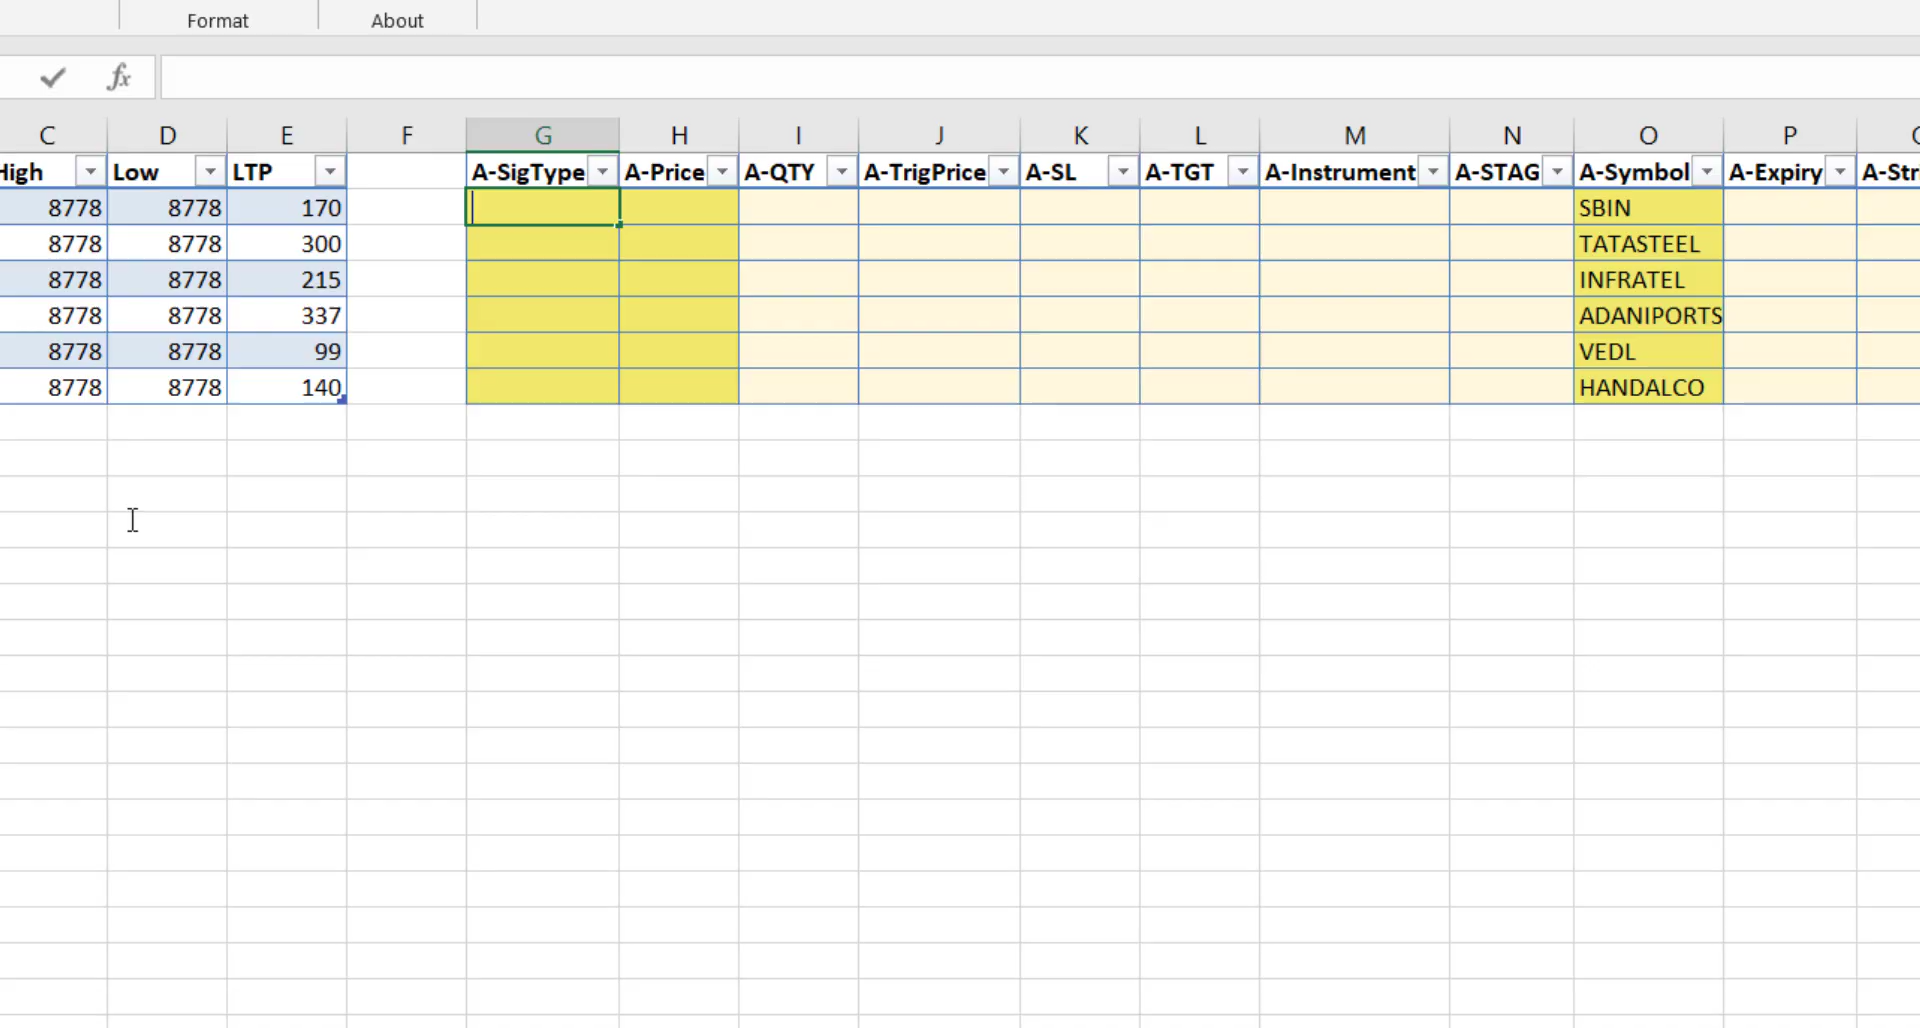 Format About
fx
C D E F G H I J K L M N O P
High Low LTP A-SigType A-Price A-QTY A-TrigPrice A-SL A-TGT A-Instrument A-STAG A-Symbol A-Expiry A-Stri
8778 8778 170 SBIN
8778 8778 300 TATASTEEL
8778 8778 215 INFRATEL
8778 8778 337 ADANIPORTS
8778 8778 99 VEDL
8778 8778 140 HANDALCO